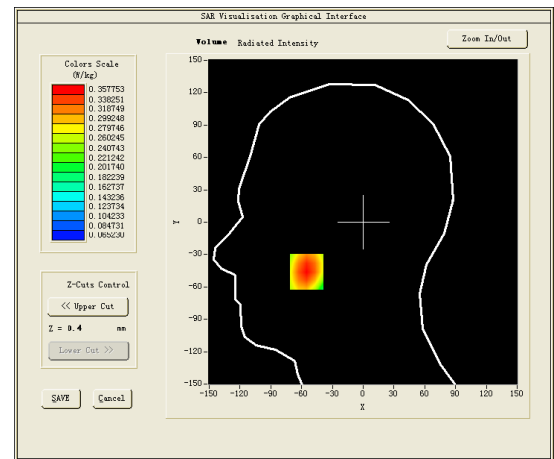 SAR Visualisation Graphical Interface
Volume Radiated Intensity
Zoom In/Out
Colors Scale
(W/kg)
0.357753
0.338251
0.318749
0.299248
0.279746
0.260245
0.240743
0.221242
0.201740
0.182239
0.162737
0.143236
0.123734
0.104233
0.084731
0.065230
Z-Cuts Control
<< Upper Cut
Z = 0.4 mm
Lower Cut >>
SAVE Cancel
150
120
90
60
30
0
-30
-60
-90
-120
-150
Y
-150 -120 -90 -60 -30 0 30 60 90 120 150
X